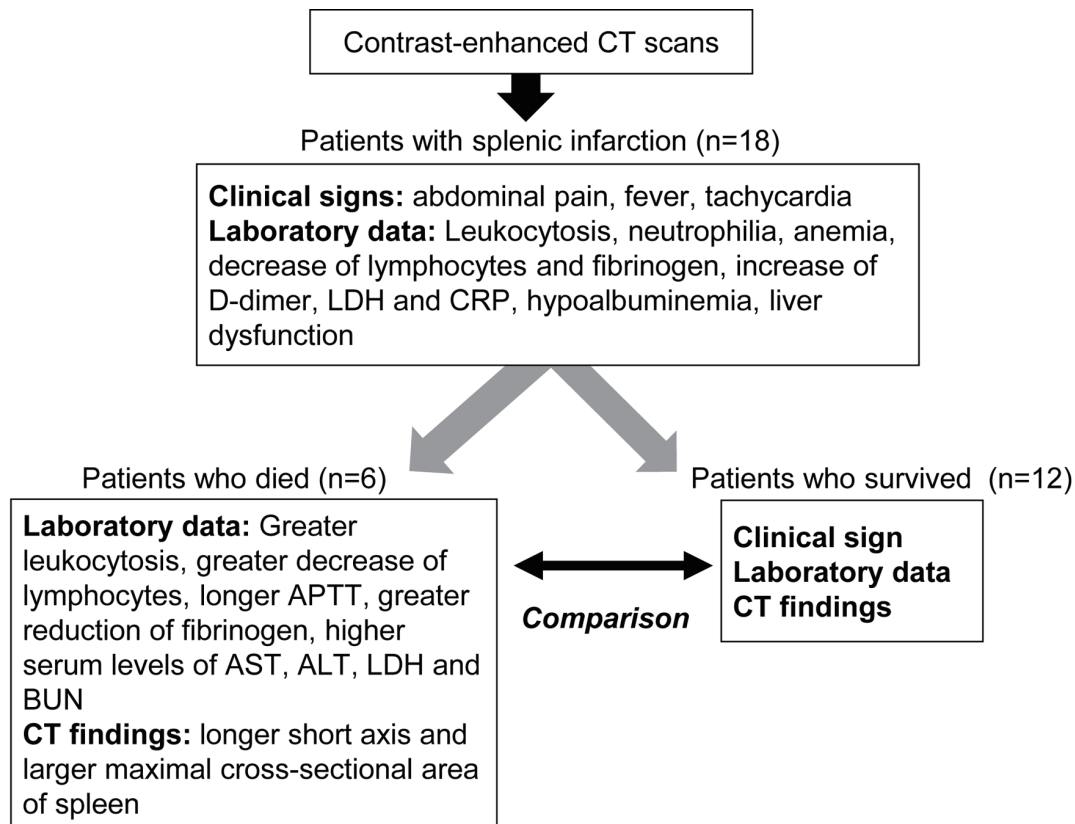 Contrast-enhanced CT scans
Patients with splenic infarction (n=18)
Clinical signs: abdominal pain, fever, tachycardia
Laboratory data: Leukocytosis, neutrophilia, anemia,
decrease of lymphocytes and fibrinogen, increase of
D-dimer, LDH and CRP, hypoalbuminemia, liver
dysfunction
Patients who died (n=6)
Laboratory data: Greater
leukocytosis, greater decrease of
lymphocytes, longer APTT, greater
reduction of fibrinogen, higher
serum levels of AST, ALT, LDH and
BUN
CT findings: longer short axis and
larger maximal cross-sectional area
of spleen
Comparison
Patients who survived (n=12)
Clinical sign
Laboratory data
CT findings